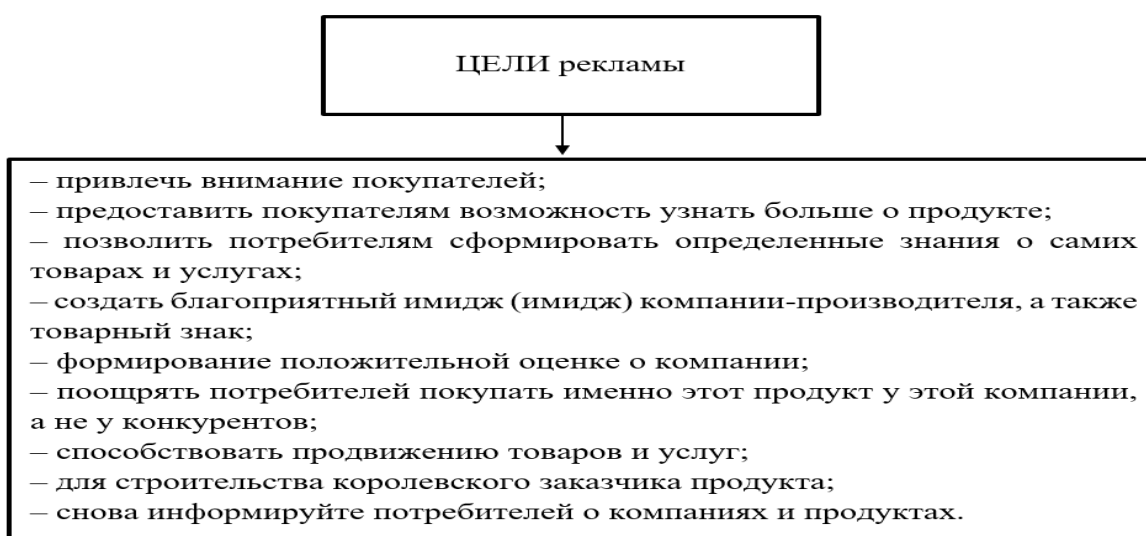 ЦЕЛИ рекламы
– привлечь внимание покупателей;
– предоставить покупателям возможность узнать больше о продукте;
– позволить потребителям сформировать определенные знания о самих
товарах и услугах;
– создать благоприятный имидж (имидж) компании-производителя, а также
товарный знак;
– формирование положительной оценке о компании;
– поощрять потребителей покупать именно этот продукт у этой компании,
а не у конкурентов;
– способствовать продвижению товаров и услуг;
– для строительства королевского заказчика продукта;
– снова информируйте потребителей о компаниях и продуктах.